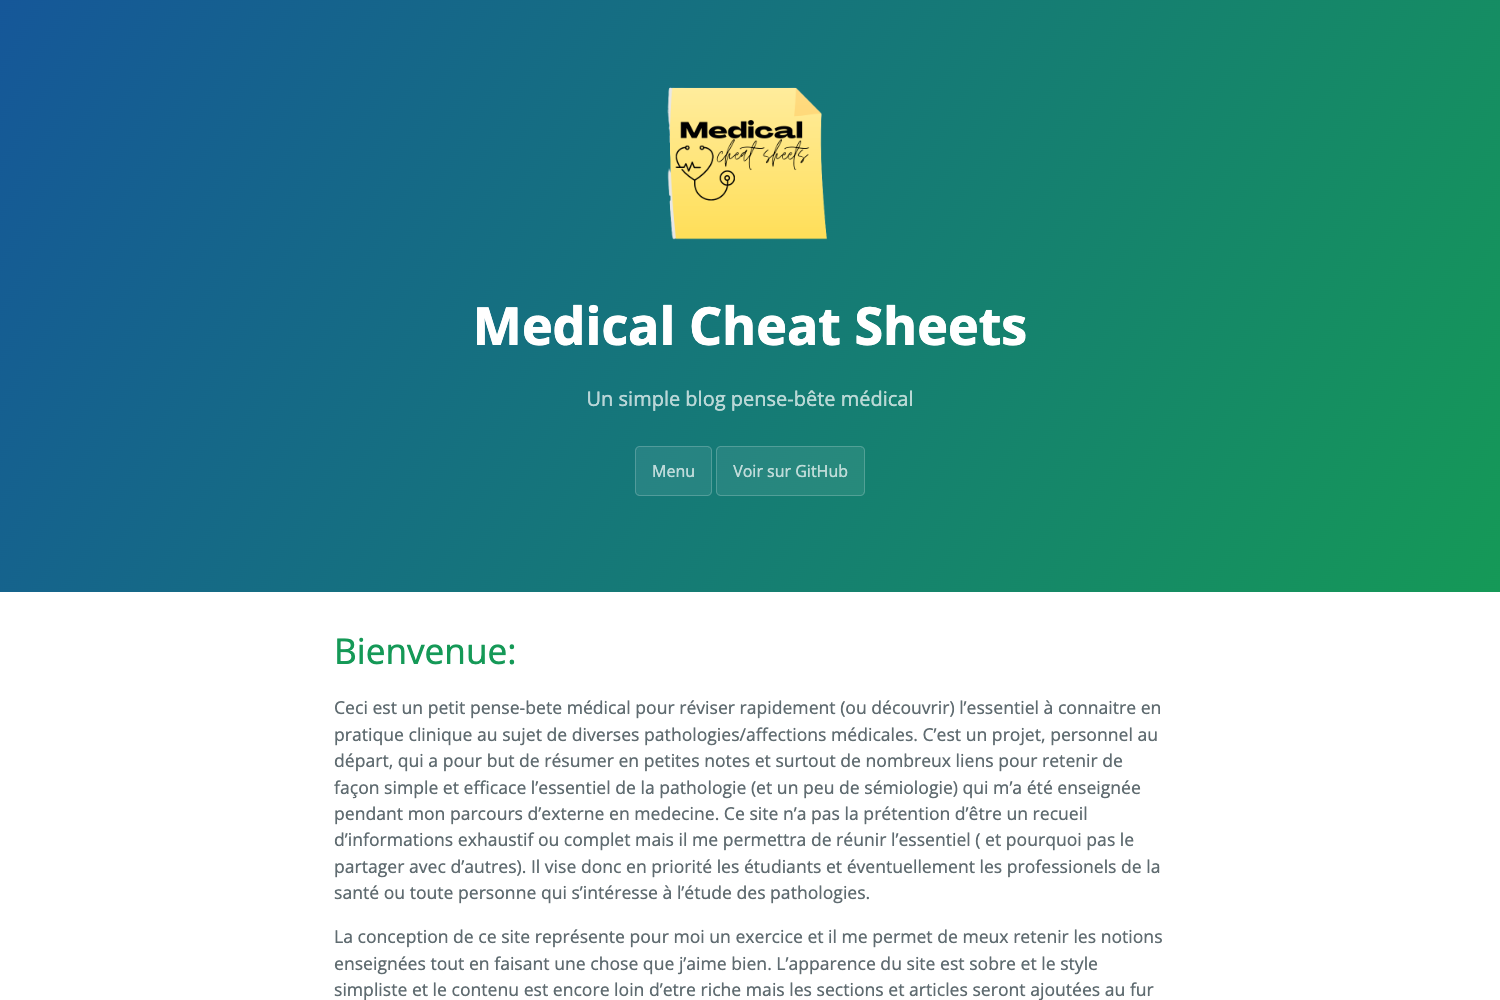 Medical
cheat sheets
Medical Cheat Sheets
Un simple blog pense-bête médical
Menu
Voir sur GitHub
Bienvenue:
Ceci est un petit pense-bete médical pour réviser rapidement (ou découvrir) l’essentiel à connaitre en
pratique clinique au sujet de diverses pathologies/affections médicales. C’est un projet, personnel au
départ, qui a pour but de résumer en petites notes et surtout de nombreux liens pour retenir de
façon simple et efficace l’essentiel de la pathologie (et un peu de sémiologie) qui m’a été enseignée
pendant mon parcours d’externe en medecine. Ce site n’a pas la prétention d’être un recueil
d’informations exhaustif ou complet mais il me permettra de réunir l’essentiel ( et pourquoi pas le
partager avec d’autres). Il vise donc en priorité les étudiants et éventuellement les professionels de la
santé ou toute personne qui s’intéresse à l’étude des pathologies.
La conception de ce site représente pour moi un exercice et il me permet de meux retenir les notions
enseignées tout en faisant une chose que j’aime bien. L’apparence du site est sobre et le style
simpliste et le contenu est encore loin d’etre riche mais les sections et articles seront ajoutées au fur